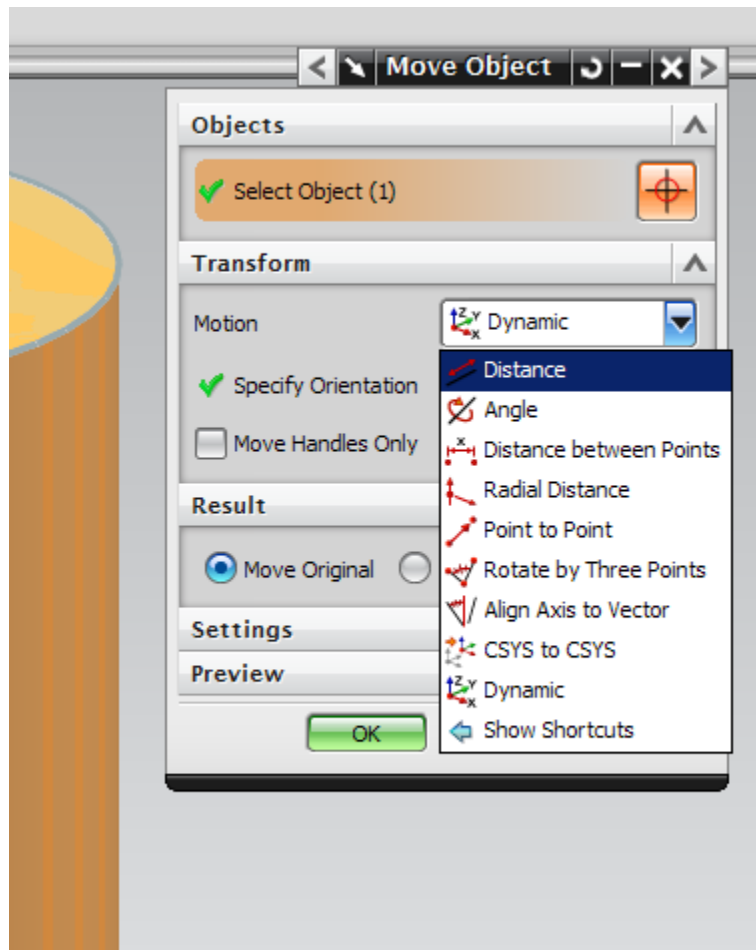 Move Object
Objects
Select Object (1)
Transform
Motion
Dynamic
Distance
Specify Orientation
Angle
Move Handles Only
Distance between Points
Radial Distance
Result
Point to Point
Move Original
Rotate by Three Points
Align Axis to Vector
Settings
CSYS to CSYS
Preview
Dynamic
OK
Show Shortcuts